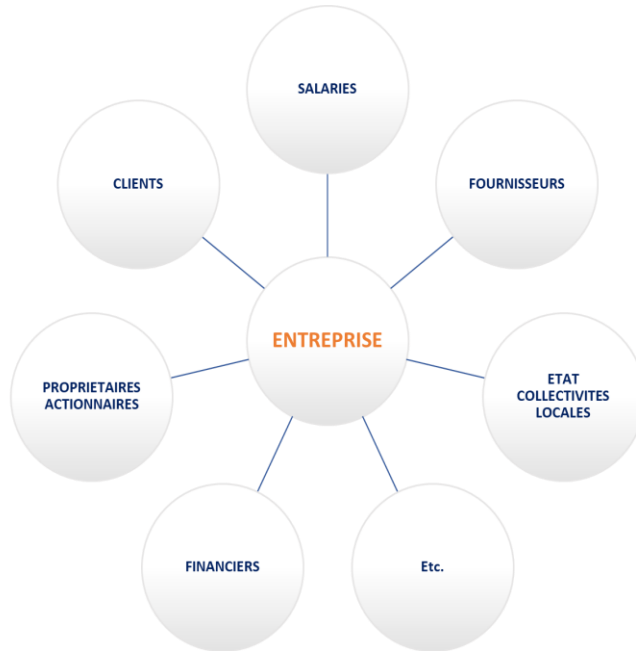 SALARIES
CLIENTS
FOURNISSEURS
ENTREPRISE
PROPRIETAIRES
ACTIONNAIRES
ETAT
COLLECTIVITES
LOCALES
FINANCIERS
Etc.